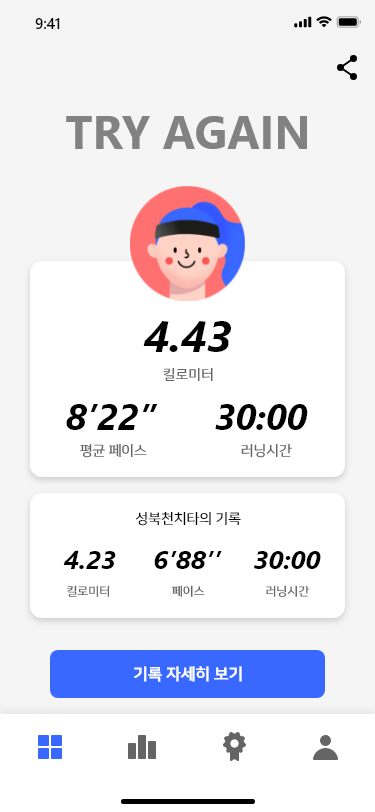 9:41
TRY AGAIN
4.43
킬로미터
8’22”
30:00
평균 페이스
러닝시간
성북천치타의 기록
4.23
6’88’’
30:00
킬로미터
페이스
러닝시간
기록 자세히 보기